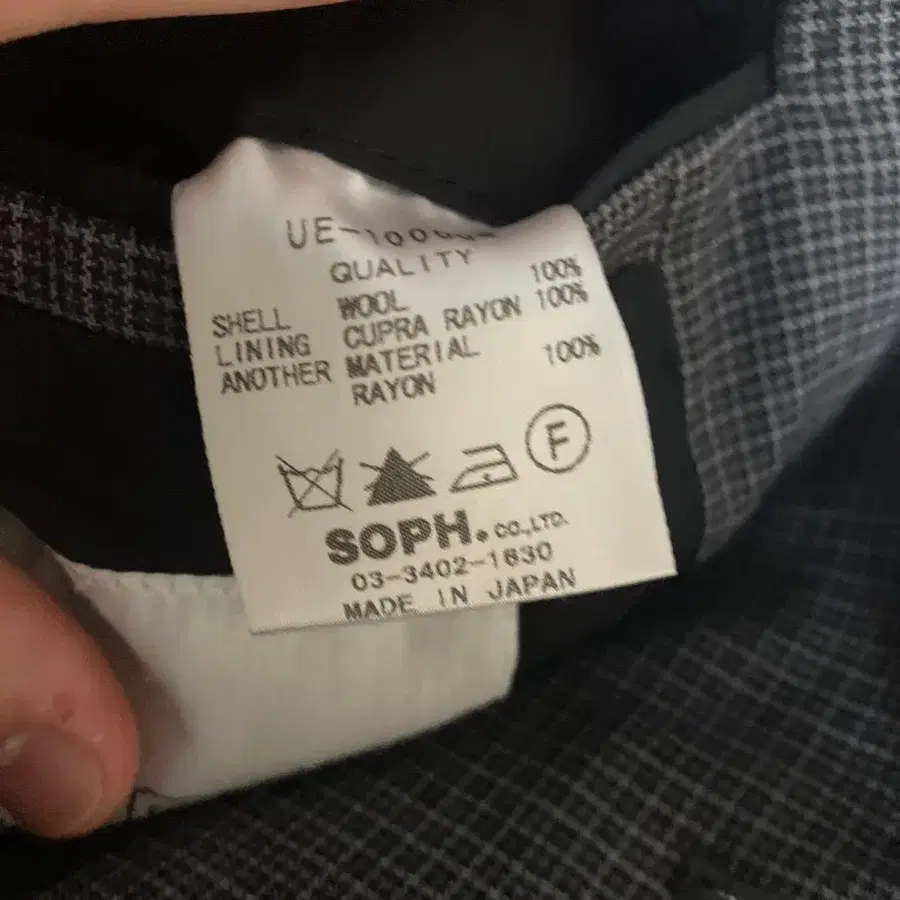 QUALITY
SHELL WOOL 100%
LINING CUPRA RAYON 100%
ANOTHER MATERIAL
RAYON 100%
F
SOPH. CO.,LTD.
03-3402-1630
MADE IN JAPAN